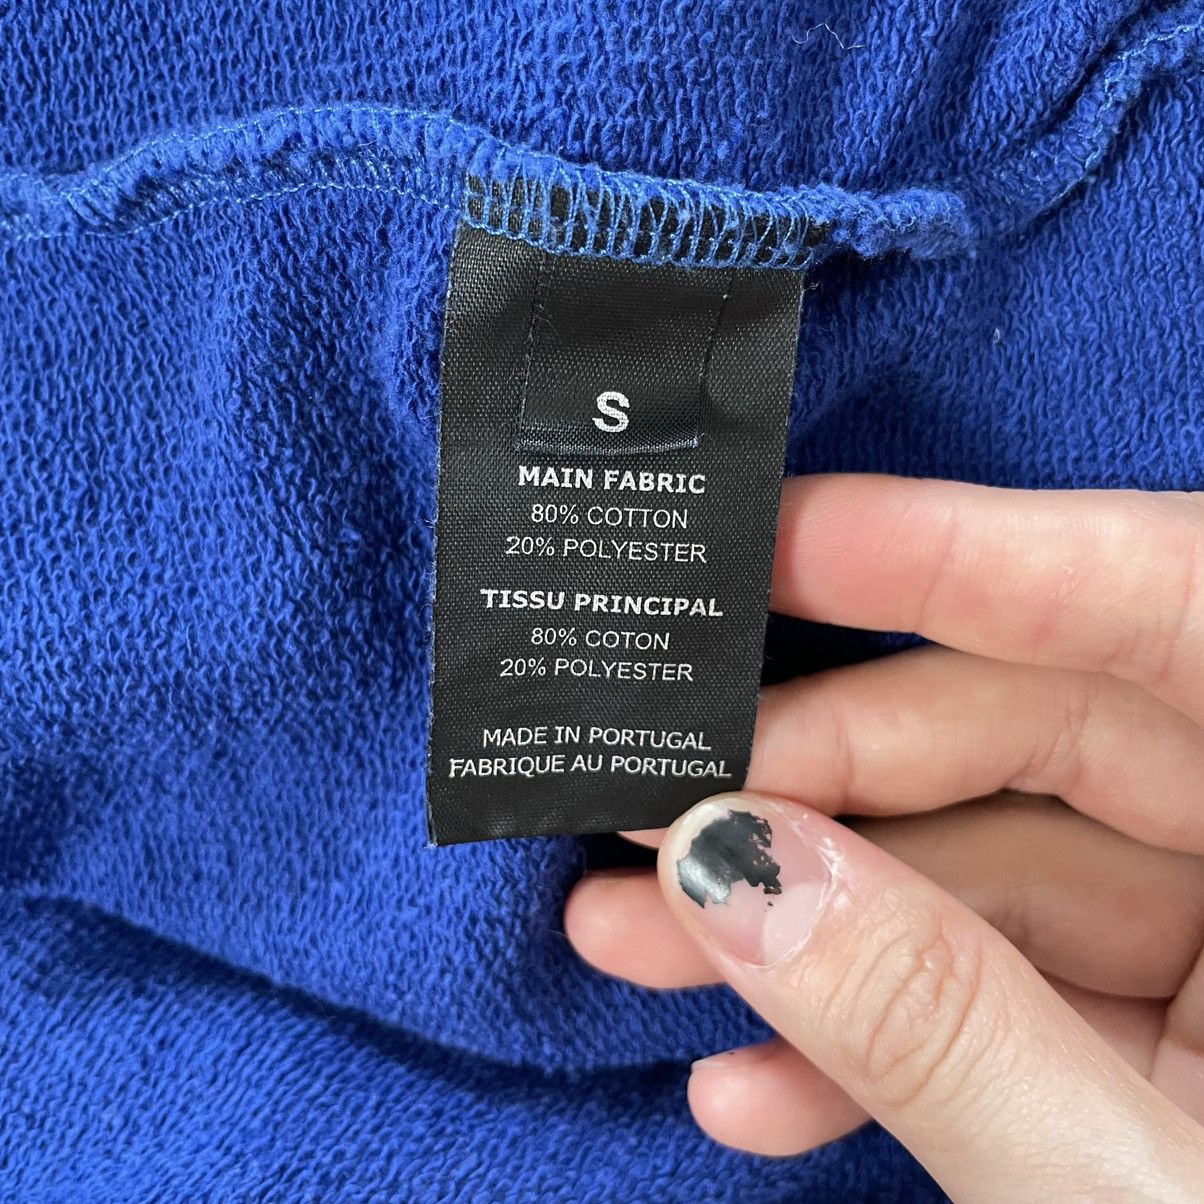 S
MAIN FABRIC
80% COTTON
20% POLYESTER
TISSU PRINCIPAL
80% COTON
20% POLYESTER
MADE IN PORTUGAL
FABRIQUE AU PORTUGAL